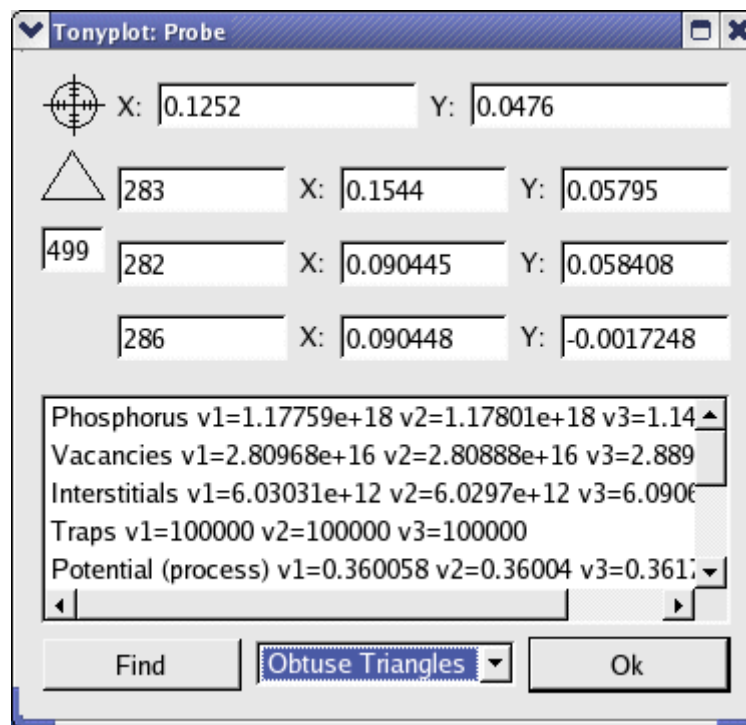 Tonyplot: Probe
X: 0.1252 Y: 0.0476
283 X: 0.1544 Y: 0.05795
499
282 X: 0.090445 Y: 0.058408
286 X: 0.090448 Y: -0.0017248
Phosphorus v1=1.17759e+18 v2=1.17801e+18 v3=1.14
Vacancies v1=2.80968e+16 v2=2.80888e+16 v3=2.889
Interstitials v1=6.03031e+12 v2=6.0297e+12 v3=6.0906
Traps v1=100000 v2=100000 v3=100000
Potential (process) v1=0.360058 v2=0.36004 v3=0.3617
Find Obtuse Triangles Ok